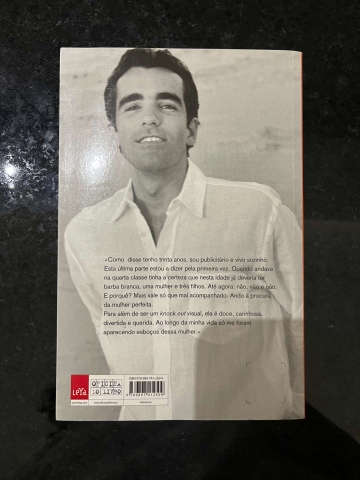 «Como disse tenho trinta anos, sou publicitário e vivo sozinho.
Esta última parte estou a dizer pela primeira vez. Quando andava
na quarta classe tinha a certeza que nesta idade já deveria ter
barba branca, uma mulher e três filhos. Até agora: não, não e não.
E porquê? Mais vale só que mal acompanhado. Ando à procura
da mulher perfeita.
Para além de ser um knock out visual, ela é doce, carinhosa,
divertida e querida. Ao longo da minha vida só me foram
aparecendo esboços dessa mulher.»
LEYA
OFICINA
DO LIVRO